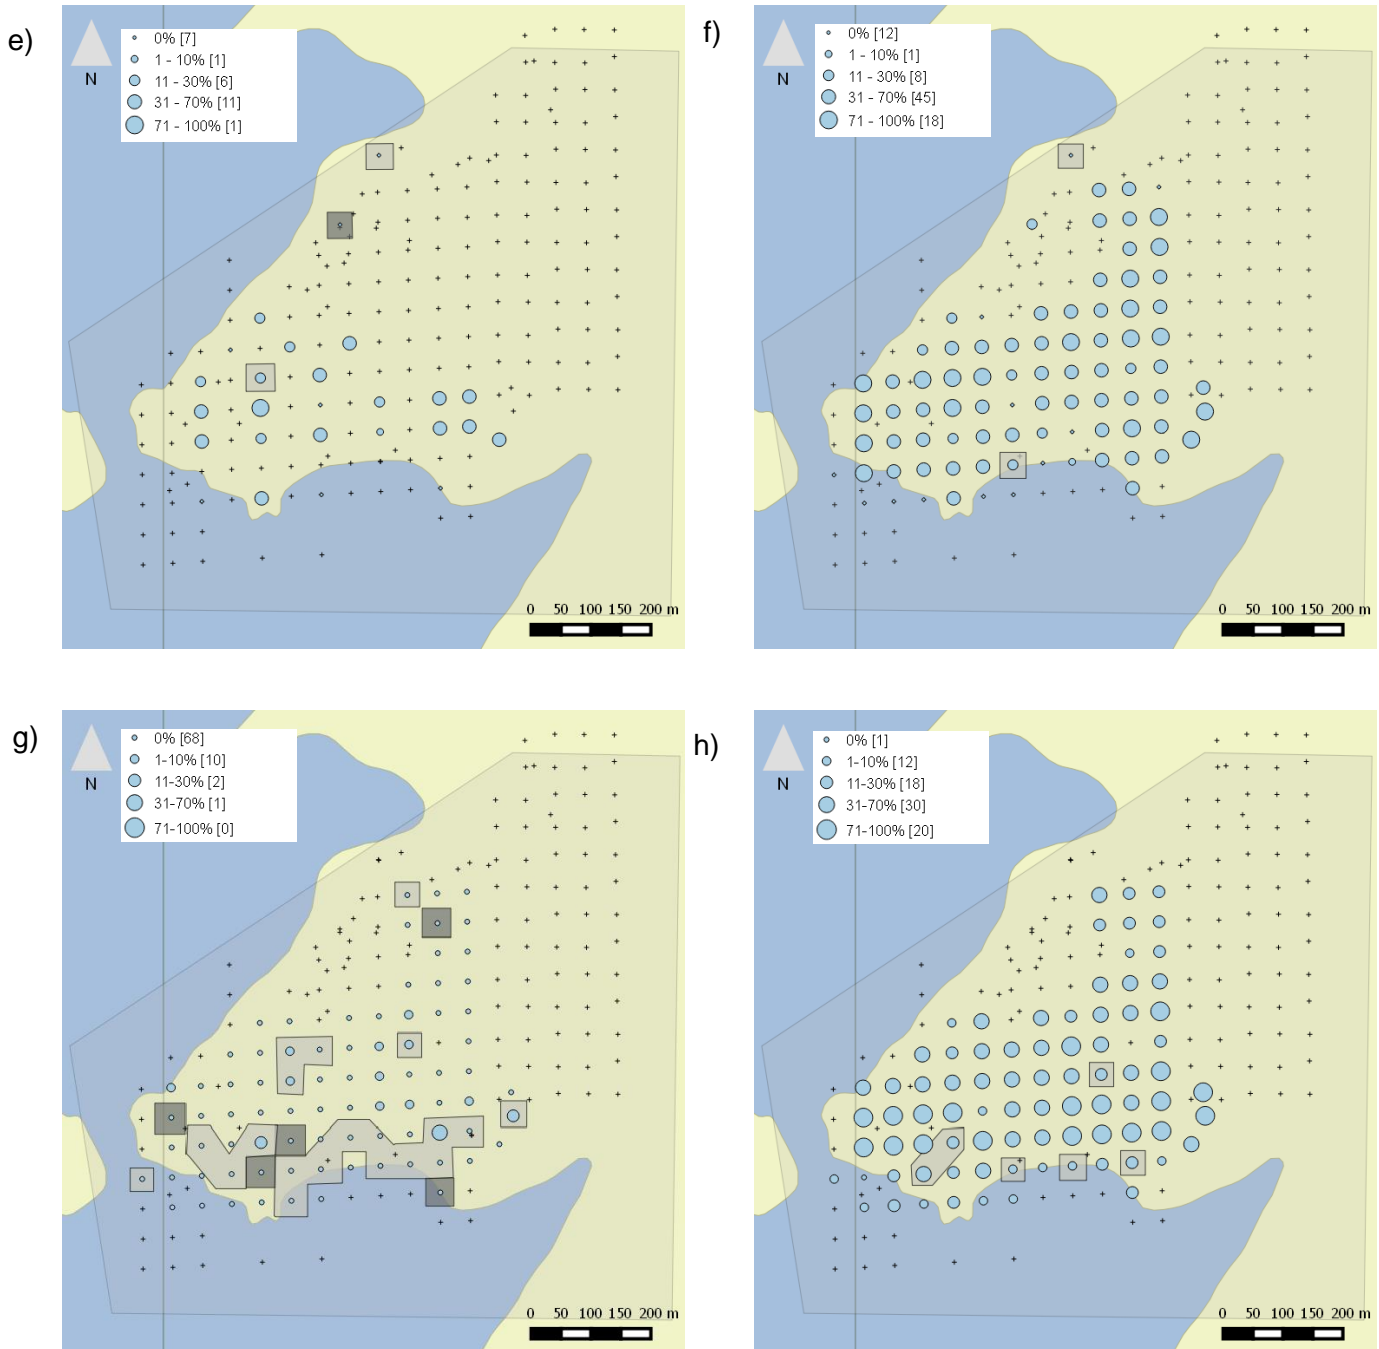 e)
N
0% [7]
1 - 10% [1]
11 - 30% [6]
31 - 70% [11]
71 - 100% [1]
0 50 100 150 200 m
f)
N
0% [12]
1 - 10% [1]
11 - 30% [8]
31 - 70% [45]
71 - 100% [18]
0 50 100 150 200 m
g)
N
0% [68]
1-10% [10]
11-30% [2]
31-70% [1]
71-100% [0]
0 50 100 150 200 m
h)
N
0% [1]
1-10% [12]
11-30% [18]
31-70% [30]
71-100% [20]
0 50 100 150 200 m